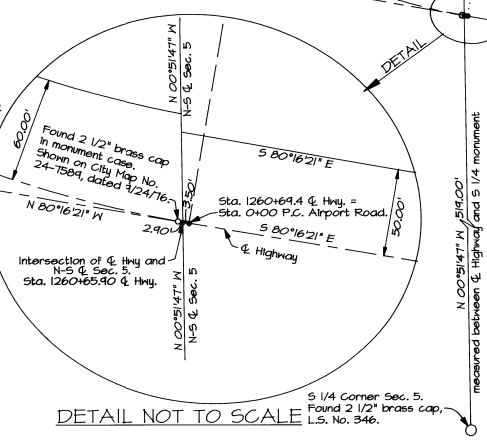 DETAIL
N 00°51'47" W
N-S ℄ Sec. 5
60.00'
Found 2 1/2" brass cap
in monument case.
Shown on City Map No.
24-7589, dated 9/24/76.
S 80°16'21" E
3.50'
50.00'
N 80°16'21" W
2.90'
Sta. 1260+69.4 ℄ Hwy. =
Sta. 0+00 P.C. Airport Road.
S 80°16'21" E
℄ Highway
Intersection of ℄ Hwy and
N-S ℄ Sec. 5.
Sta. 1260+65.90 ℄ Hwy.
N 00°51'47" W
N-S ℄ Sec. 5
N 00°51'47" W ,519.00'
measured between ℄ Highway and S 1/4 monument
DETAIL NOT TO SCALE
S 1/4 Corner Sec. 5.
Found 2 1/2" brass cap,
L.S. No. 346.